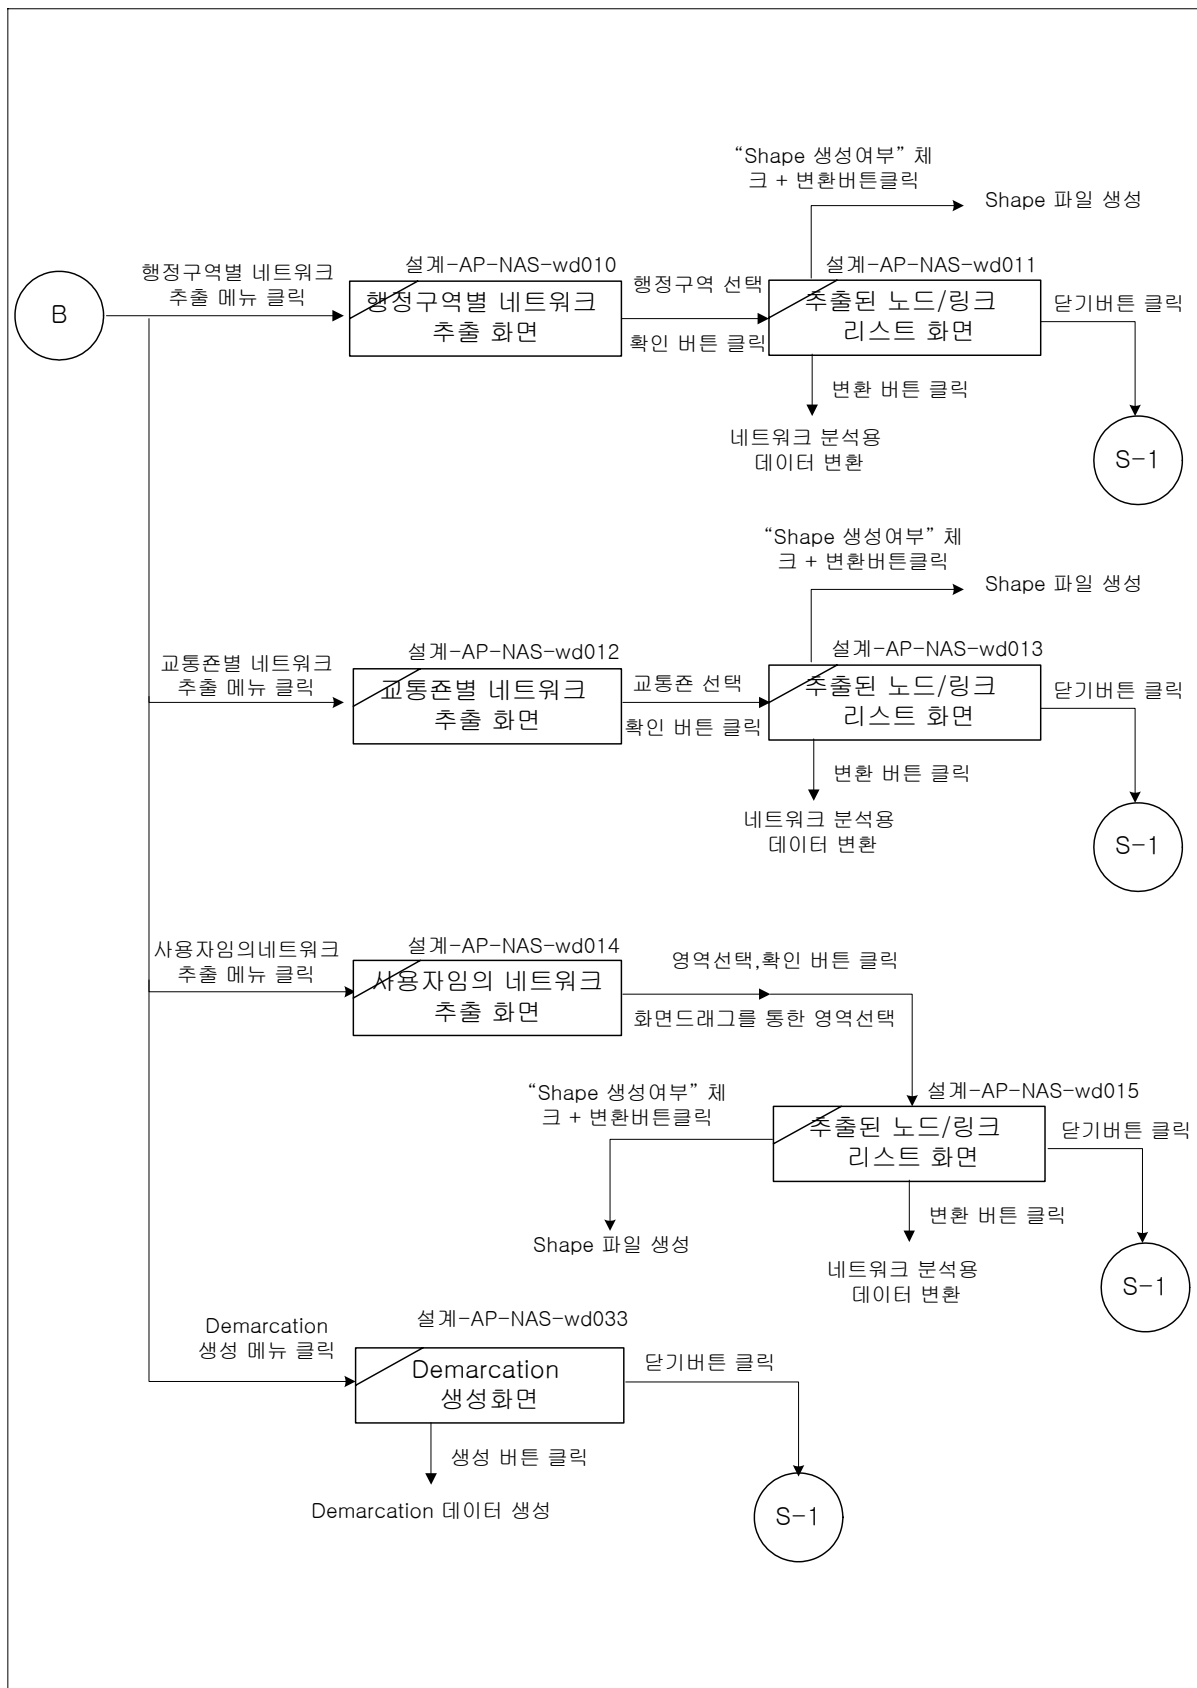 “Shape 생성여부” 체
크 + 변환버튼클릭
Shape 파일 생성
B
행정구역별 네트워크
추출 메뉴 클릭
설계-AP-NAS-wd010
행정구역별 네트워크
추출 화면
행정구역 선택
확인 버튼 클릭
설계-AP-NAS-wd011
추출된 노드/링크
리스트 화면
닫기버튼 클릭
변환 버튼 클릭
네트워크 분석용
데이터 변환
S-1
“Shape 생성여부” 체
크 + 변환버튼클릭
Shape 파일 생성
교통죤별 네트워크
추출 메뉴 클릭
설계-AP-NAS-wd012
교통죤별 네트워크
추출 화면
교통죤 선택
확인 버튼 클릭
설계-AP-NAS-wd013
추출된 노드/링크
리스트 화면
닫기버튼 클릭
변환 버튼 클릭
네트워크 분석용
데이터 변환
S-1
사용자임의네트워크
추출 메뉴 클릭
설계-AP-NAS-wd014
사용자임의 네트워크
추출 화면
영역선택,확인 버튼 클릭
화면드래그를 통한 영역선택
“Shape 생성여부” 체
크 + 변환버튼클릭
Shape 파일 생성
설계-AP-NAS-wd015
추출된 노드/링크
리스트 화면
닫기버튼 클릭
변환 버튼 클릭
네트워크 분석용
데이터 변환
S-1
Demarcation
생성 메뉴 클릭
설계-AP-NAS-wd033
Demarcation
생성화면
닫기버튼 클릭
생성 버튼 클릭
Demarcation 데이터 생성
S-1